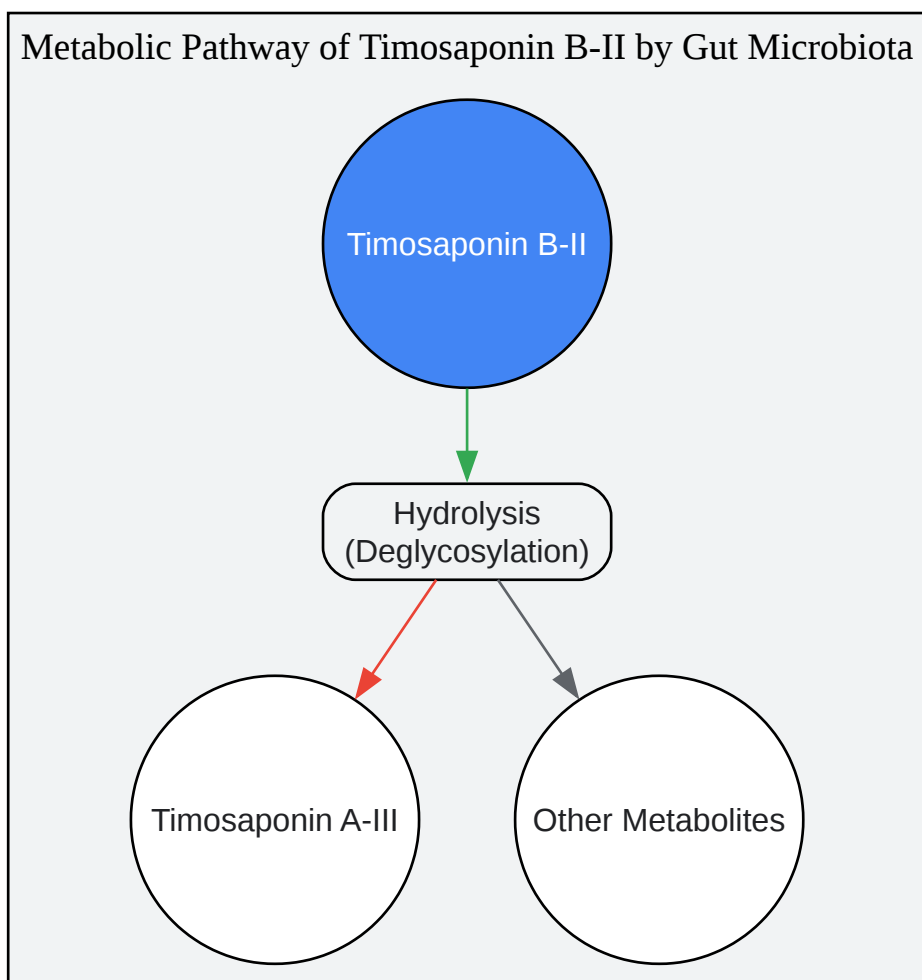 Metabolic Pathway of Timosaponin B-II by Gut Microbiota
Timosaponin B-II
Hydrolysis
(Deglycosylation)
Timosaponin A-III
Other Metabolites